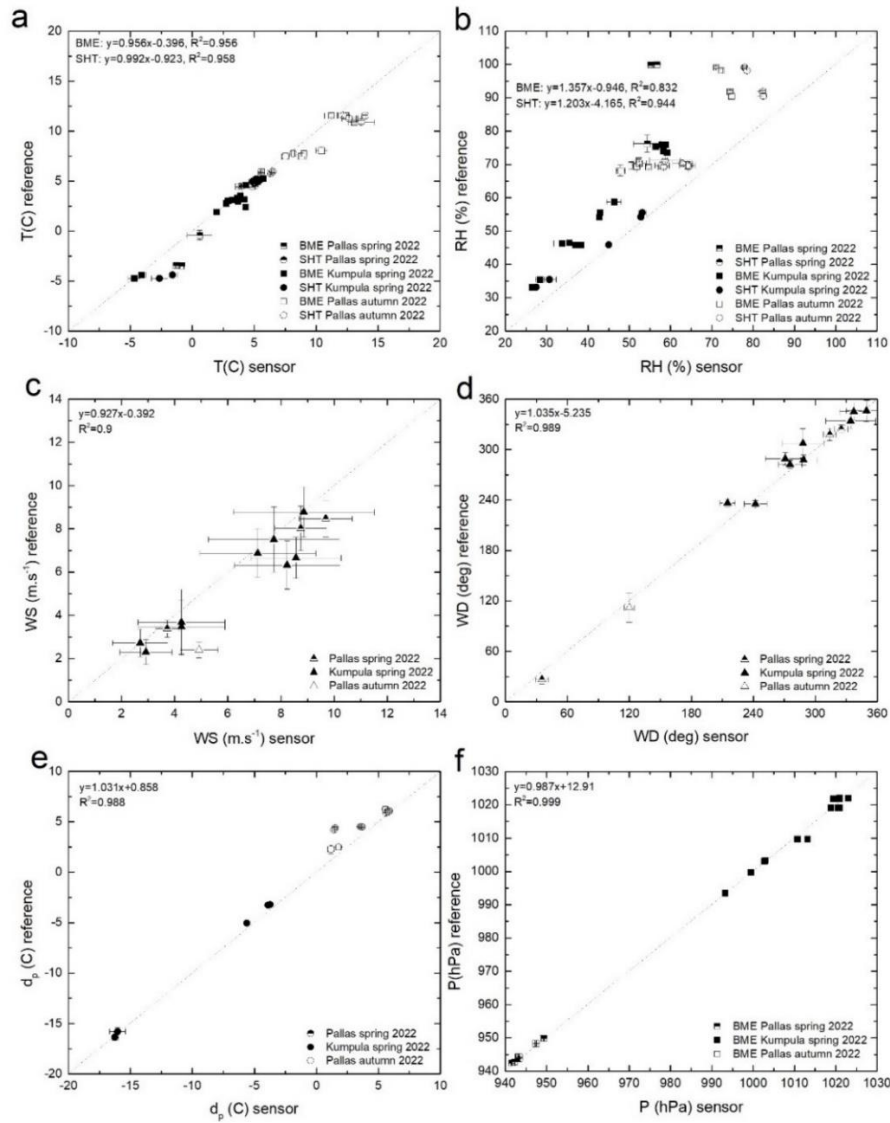 a
20
15
10
5
0
-5
-10
-10 -5 0 5 10 15 20
T(C) reference
T(C) sensor
BME: y=0.956x-0.396, R²=0.956
SHT: y=0.992x-0.923, R²=0.958
BME Pallas spring 2022
SHT Pallas spring 2022
BME Kumpula spring 2022
SHT Kumpula spring 2022
BME Pallas autumn 2022
SHT Pallas autumn 2022
b
110
100
90
80
70
60
50
40
30
20
20 30 40 50 60 70 80 90 100 110
RH (%) reference
RH (%) sensor
BME: y=1.357x-0.946, R²=0.832
SHT: y=1.203x-4.165, R²=0.944
BME Pallas spring 2022
SHT Pallas spring 2022
BME Kumpula spring 2022
SHT Kumpula spring 2022
BME Pallas autumn 2022
SHT Pallas autumn 2022
c
14
12
10
8
6
4
2
0
0 2 4 6 8 10 12 14
WS (m.s⁻¹) reference
WS (m.s⁻¹) sensor
y=0.927x-0.392
R²=0.9
Pallas spring 2022
Kumpula spring 2022
Pallas autumn 2022
d
360
300
240
180
120
60
0
0 60 120 180 240 300 360
WD (deg) reference
WD (deg) sensor
y=1.035x-5.235
R²=0.989
Pallas spring 2022
Kumpula spring 2022
Pallas autumn 2022
e
10
5
0
-5
-10
-15
-20
-20 -15 -10 -5 0 5 10
dp (C) reference
dp (C) sensor
y=1.031x+0.858
R²=0.988
Pallas spring 2022
Kumpula spring 2022
Pallas autumn 2022
f
1030
1020
1010
1000
990
980
970
960
950
940
940 950 960 970 980 990 1000 1010 1020 1030
P(hPa) reference
P (hPa) sensor
y=0.987x+12.91
R²=0.999
BME Pallas spring 2022
BME Kumpula spring 2022
BME Pallas autumn 2022